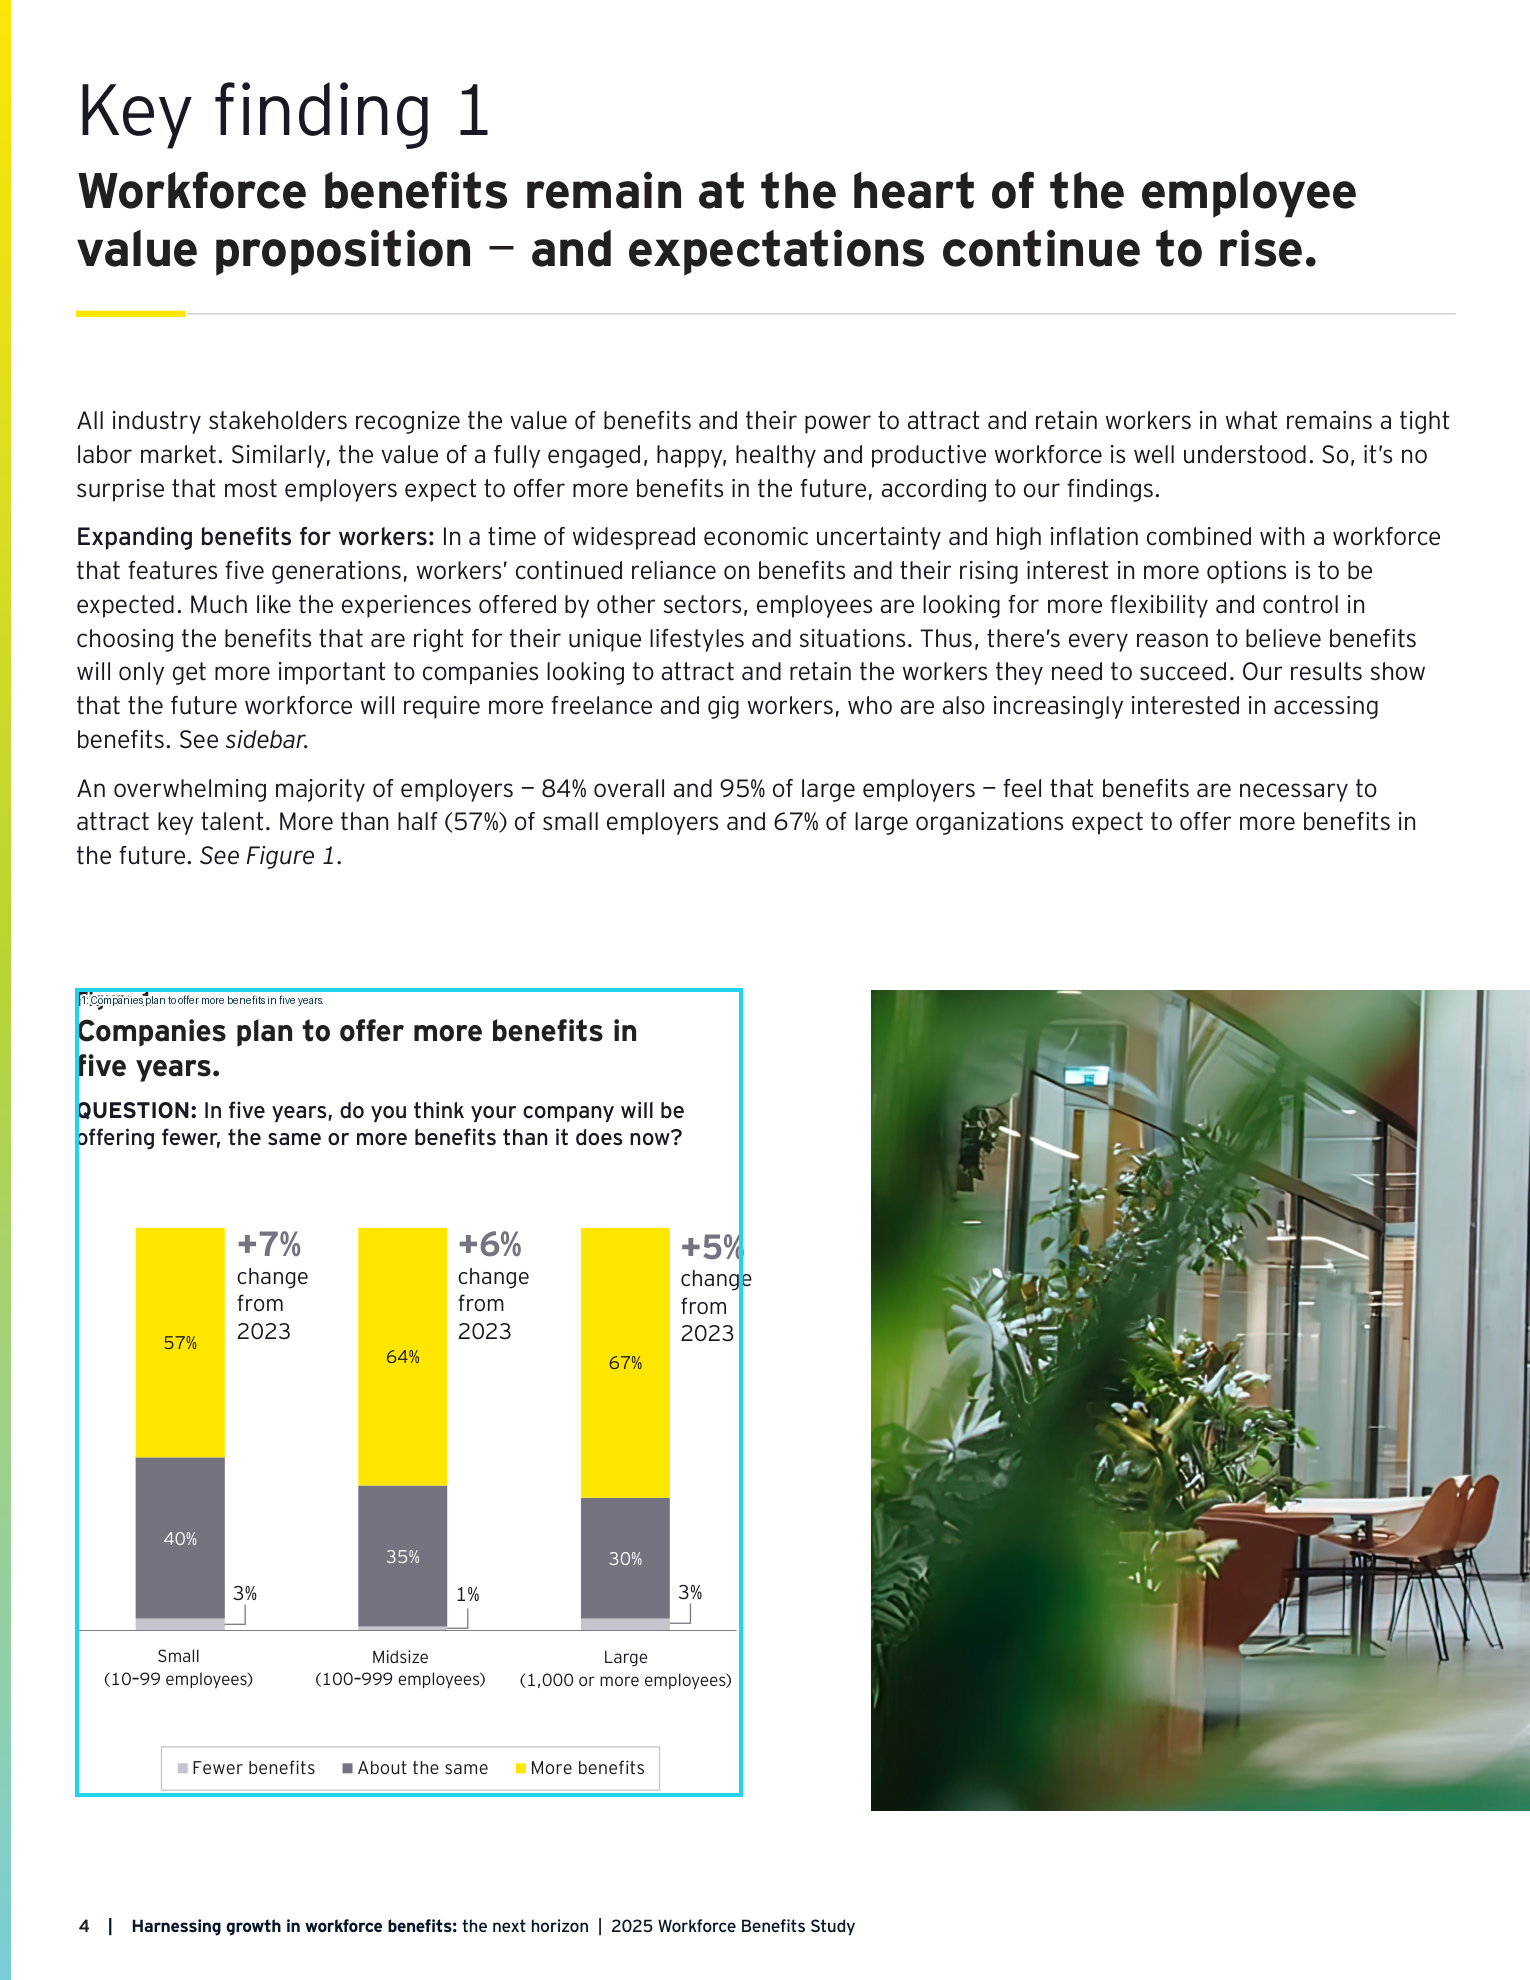 Key finding 1
Workforce benefits remain at the heart of the employee
value proposition — and expectations continue to rise.
All industry stakeholders recognize the value of benefits and their power to attract and retain workers in what remains a tight
labor market. Similarly, the value of a fully engaged, happy, healthy and productive workforce is well understood. So, it's no
surprise that most employers expect to offer more benefits in the future, according to our findings.
Expanding benefits for workers: In a time of widespread economic uncertainty and high inflation combined with a workforce
that features five generations, workers' continued reliance on benefits and their rising interest in more options is to be
expected. Much like the experiences offered by other sectors, employees are looking for more flexibility and control in
choosing the benefits that are right for their unique lifestyles and situations. Thus, there's every reason to believe benefits
will only get more important to companies looking to attract and retain the workers they need to succeed. Our results show
that the future workforce will require more freelance and gig workers, who are also increasingly interested in accessing
benefits. See sidebar.
An overwhelming majority of employers — 84% overall and 95% of large employers — feel that benefits are necessary to
attract key talent. More than half (57%) of small employers and 67% of large organizations expect to offer more benefits in
the future. See Figure 1.
1: Companies plan to offer more benefits in five years.
Companies plan to offer more benefits in
five years.
QUESTION: In five years, do you think your company will be
offering fewer, the same or more benefits than it does now?
+7%
change
from
2023
57%
40%
3%
Small
(10–99 employees)
+6%
change
from
2023
64%
35%
1%
Midsize
(100–999 employees)
+5%
change
from
2023
67%
30%
3%
Large
(1,000 or more employees)
Fewer benefits About the same More benefits
4 | Harnessing growth in workforce benefits: the next horizon | 2025 Workforce Benefits Study